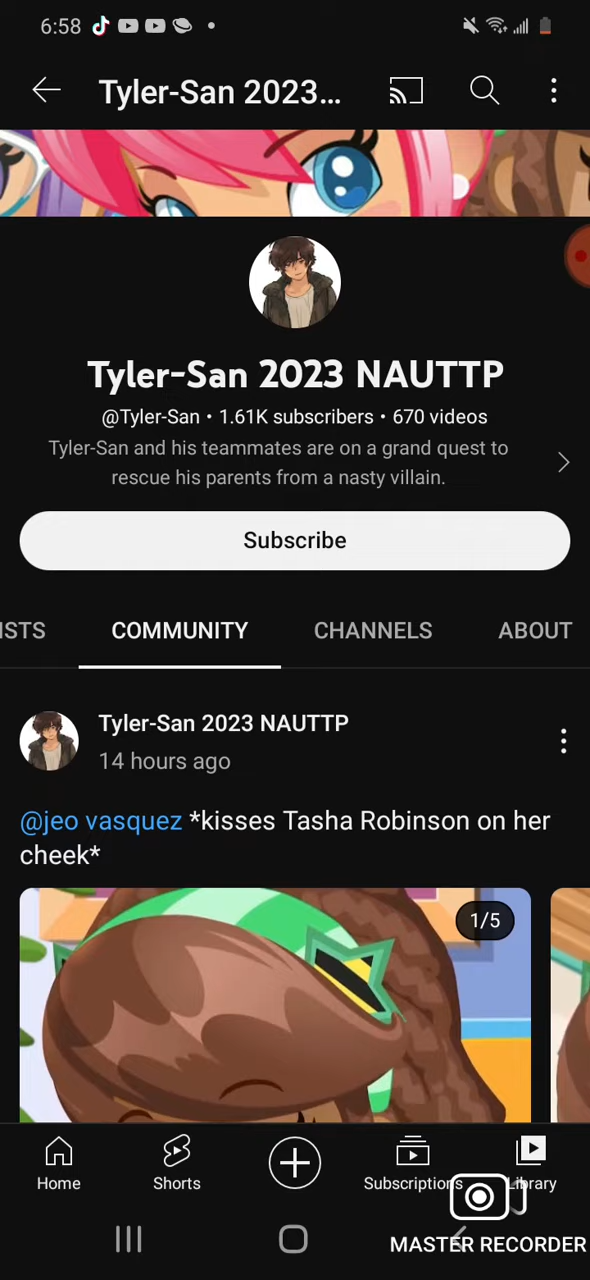 6:58
Tyler-San 2023...
Tyler-San 2023 NAUTTP
@Tyler-San • 1.61K subscribers • 670 videos
Tyler-San and his teammates are on a grand quest to
rescue his parents from a nasty villain.
Subscribe
ISTS COMMUNITY CHANNELS ABOUT
Tyler-San 2023 NAUTTP
14 hours ago
@jeo vasquez *kisses Tasha Robinson on her
cheek*
1/5
Home Shorts Subscriptions Library
MASTER RECORDER